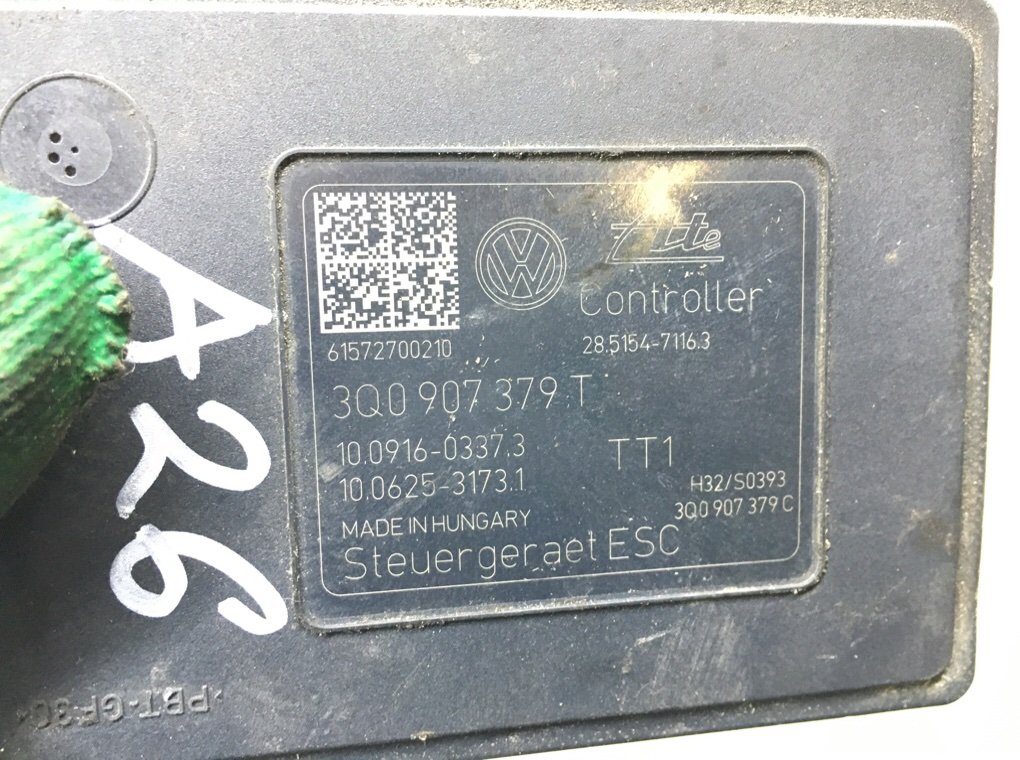 Ate
Controller
61572700210
28.5154-7116.3
3Q0 907 379 T
10.0916-0337.3
TT1
10.0625-3173.1
H32/S0393
3Q0 907 379 C
MADE IN HUNGARY
Steuergeraet ESC
A26
>PBT-GF30<